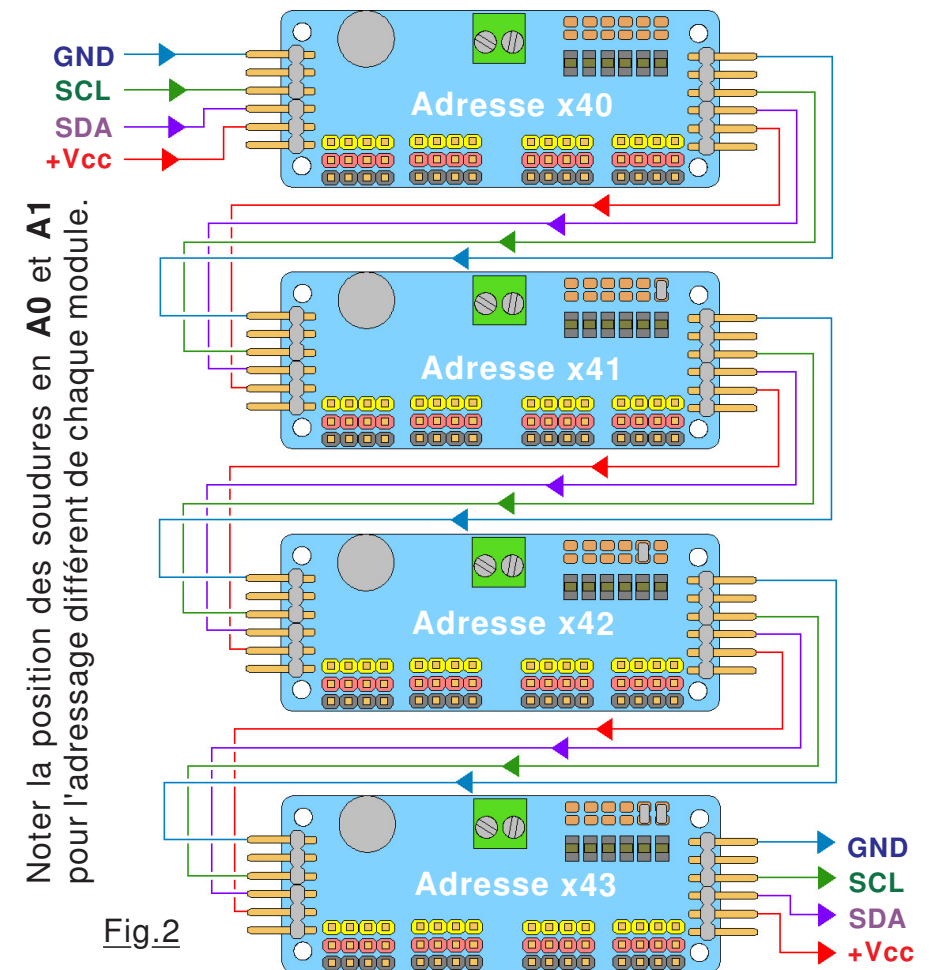 GND
SCL
SDA
+Vcc
Adresse x40
Noter la position des soudures en A0 et A1
pour l'adressage différent de chaque module.
Adresse x41
Adresse x42
Adresse x43
GND
SCL
SDA
+Vcc
Fig.2